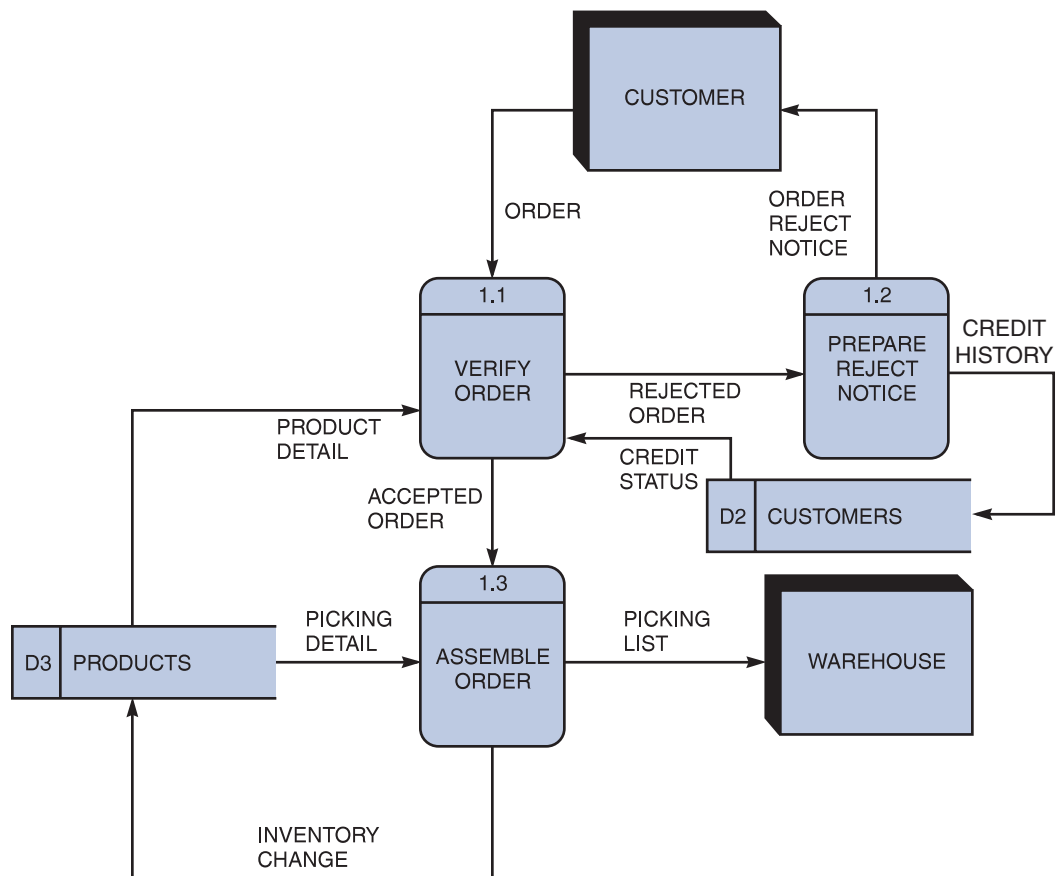 CUSTOMER
ORDER
ORDER
REJECT
NOTICE
1.1
VERIFY
ORDER
1.2
PREPARE
REJECT
NOTICE
CREDIT
HISTORY
REJECTED
ORDER
PRODUCT
DETAIL
CREDIT
STATUS
ACCEPTED
ORDER
D2 CUSTOMERS
1.3
ASSEMBLE
ORDER
D3 PRODUCTS
PICKING
DETAIL
PICKING
LIST
WAREHOUSE
INVENTORY
CHANGE